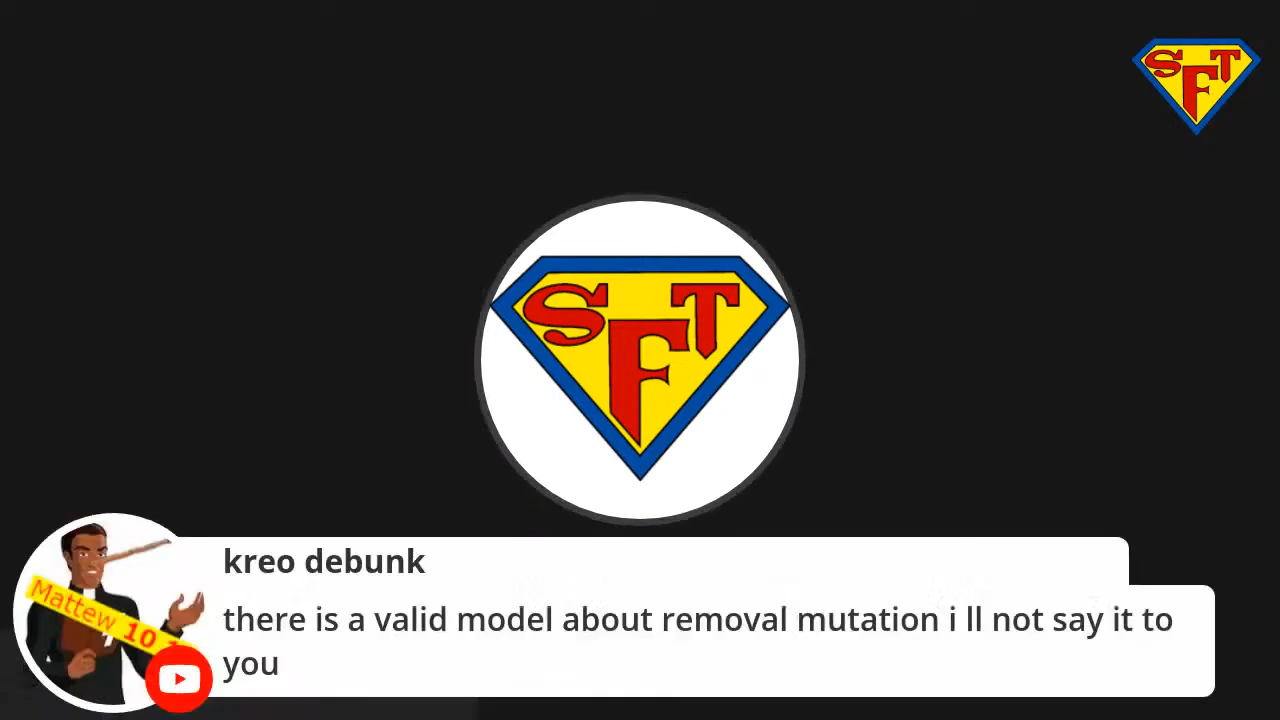 SFT
SFT
kreo debunk
there is a valid model about removal mutation i ll not say it to
you
Mattew 10